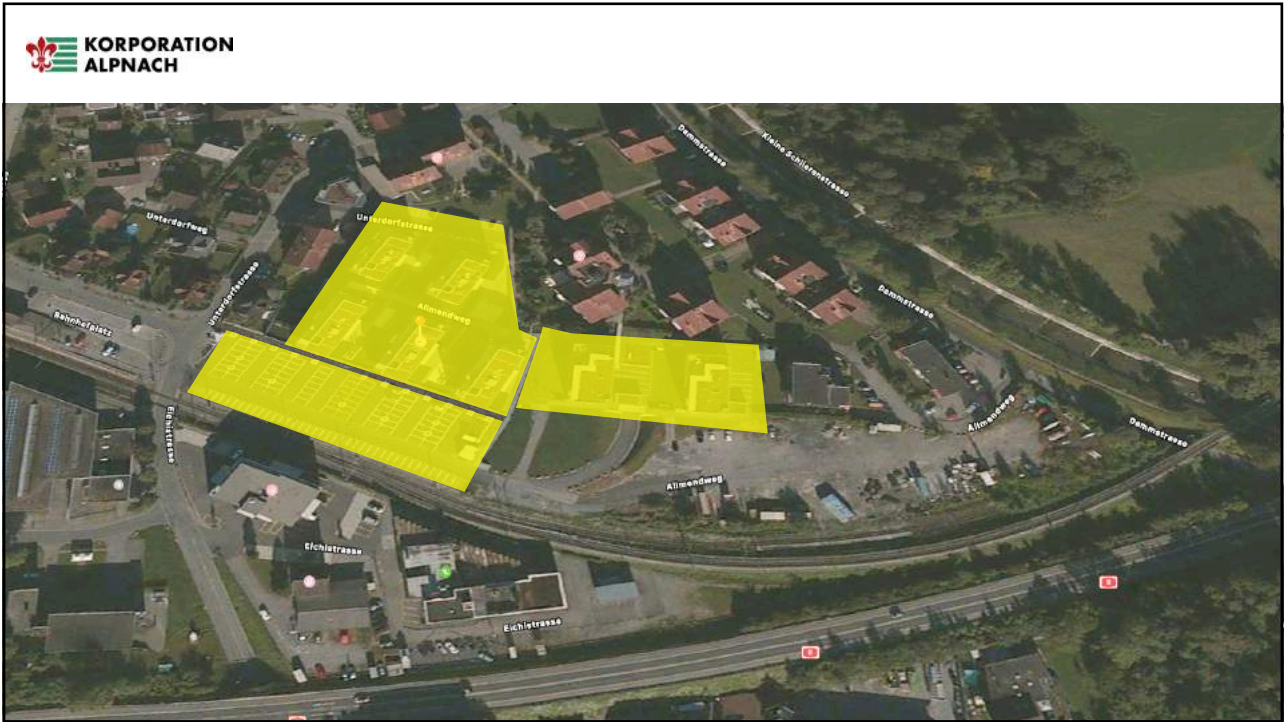 KORPORATION
ALPNACH
Dammstrasse
Kleine Schlierenstrasse
Unterdorfweg
Unterdorfstrasse
Unterdorfstrasse
Dammstrasse
Allmendweg
Bahnhofplatz
Eichistrasse
Allmendweg
Dammstrasse
Allmendweg
Eichistrasse
Eichistrasse
8
8